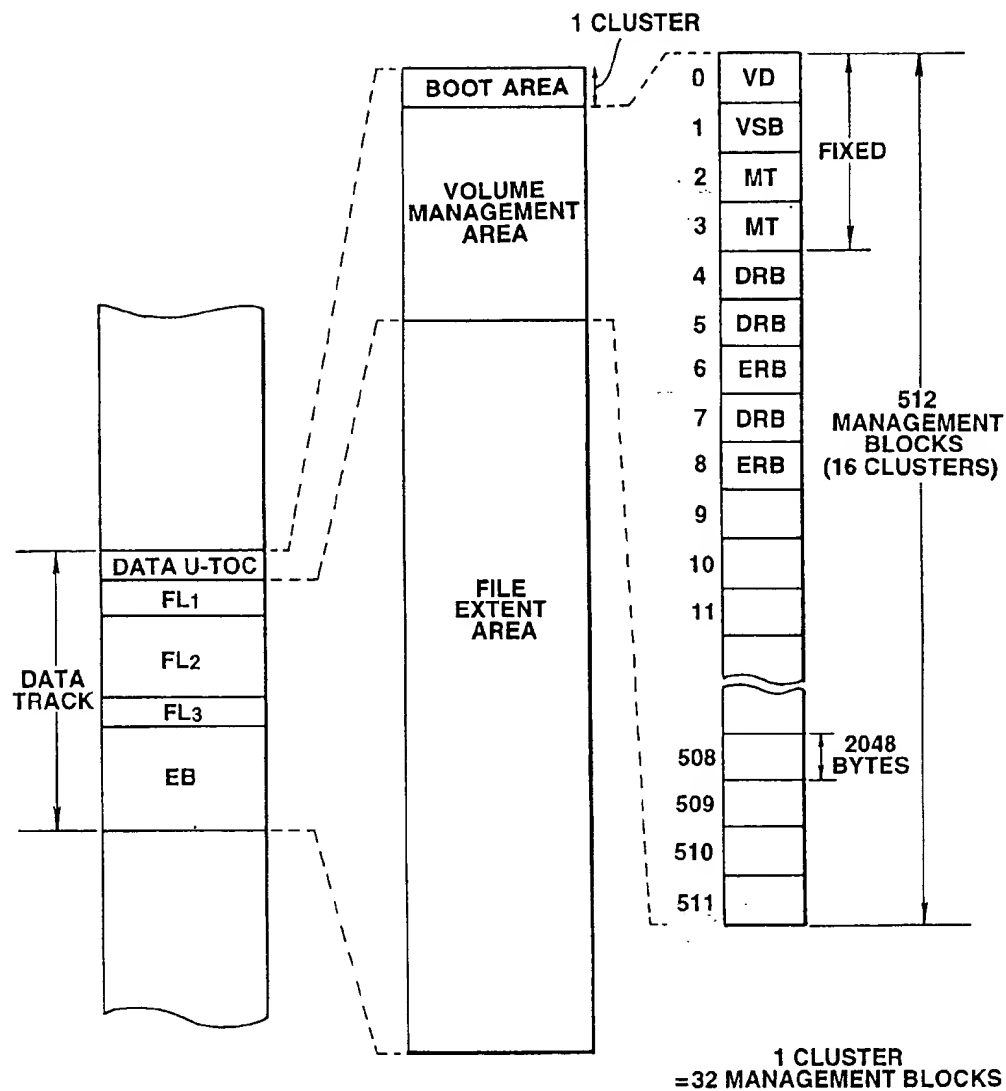 1 CLUSTER
BOOT AREA
VOLUME
MANAGEMENT
AREA
FILE
EXTENT
AREA
DATA U-TOC
FL1
FL2
FL3
EB
DATA
TRACK
0 VD
1 VSB
2 MT
3 MT
4 DRB
5 DRB
6 ERB
7 DRB
8 ERB
9
10
11
508
509
510
511
FIXED
512
MANAGEMENT
BLOCKS
(16 CLUSTERS)
2048
BYTES
1 CLUSTER
=32 MANAGEMENT BLOCKS